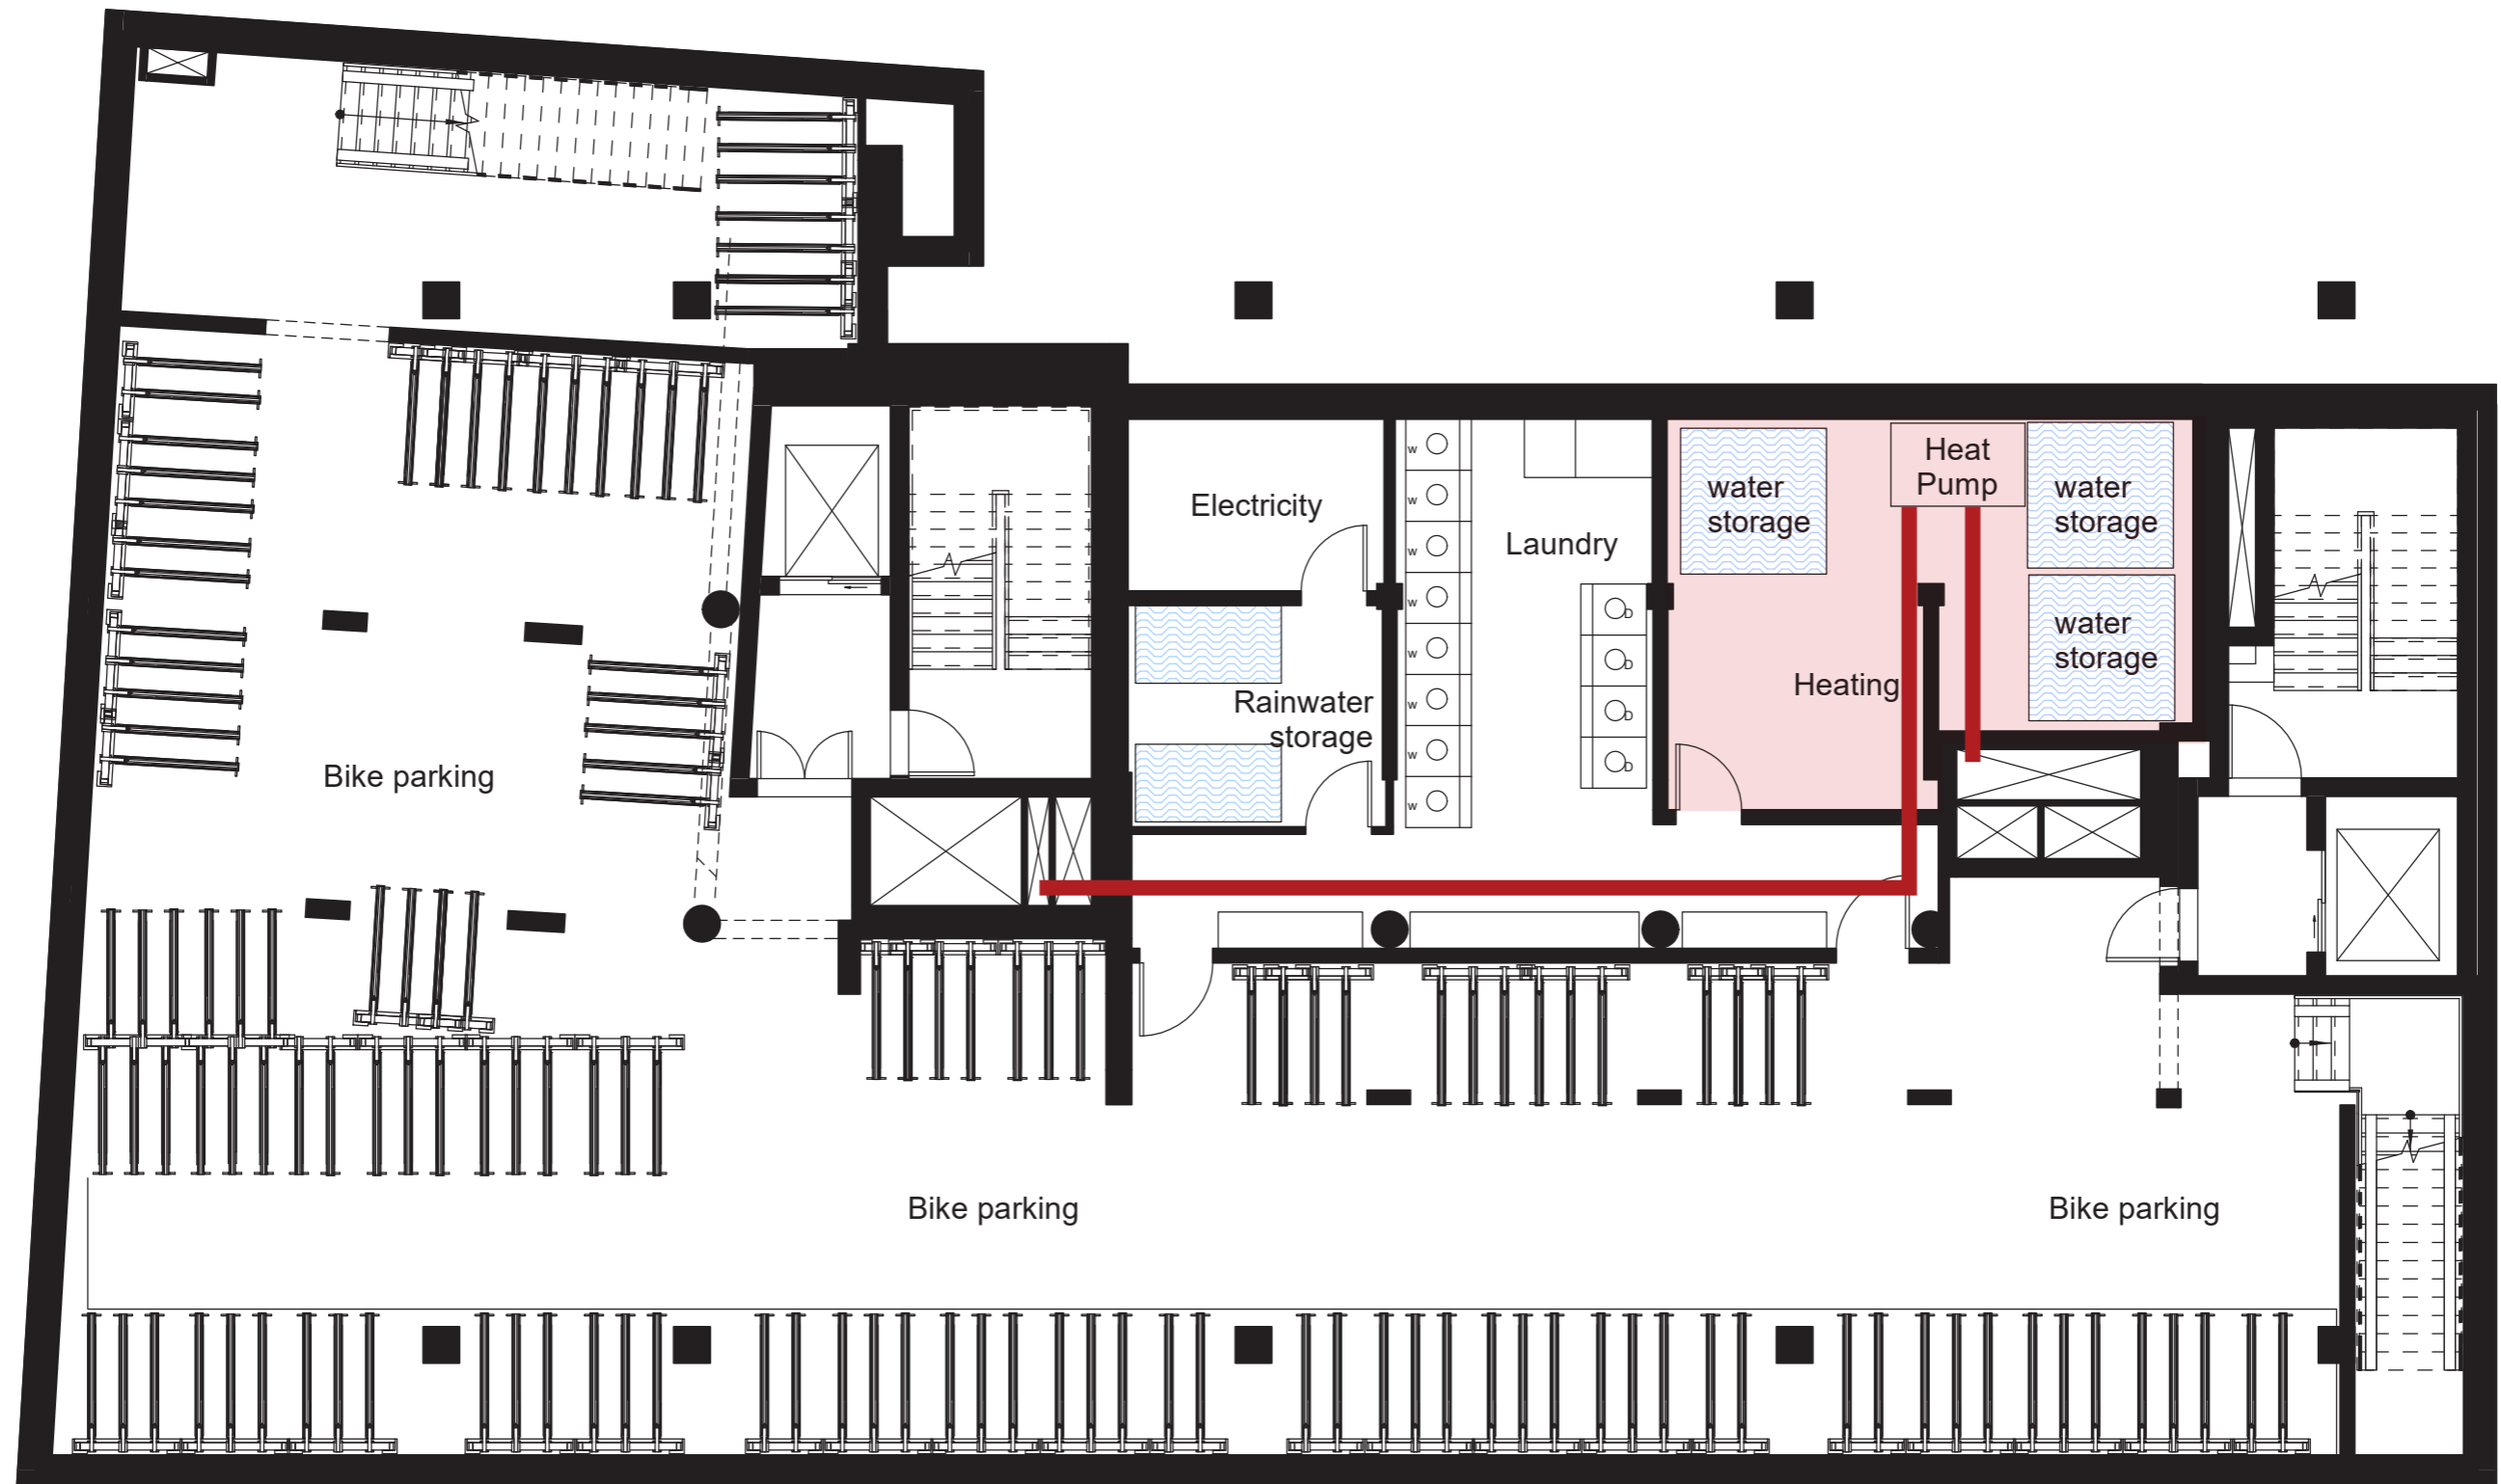 Heat
Pump
water
storage
water
storage
Electricity
Laundry
water
storage
Heating
Rainwater
storage
Bike parking
Bike parking
Bike parking
w
w
w
w
w
w
w
w
D
D
D
D